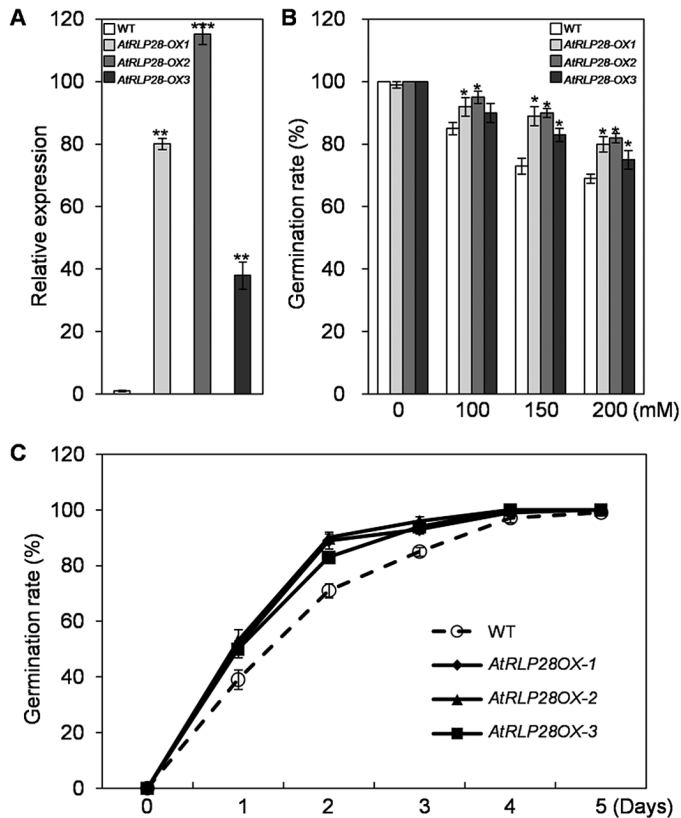 A
Relative expression
120
100
80
60
40
20
0
WT
AtRLP28-OX1
AtRLP28-OX2
AtRLP28-OX3
**
***
**
B
Germination rate (%)
120
100
80
60
40
20
0
WT
AtRLP28-OX1
AtRLP28-OX2
AtRLP28-OX3
* *
* * *
* * *
0 100 150 200 (mM)
C
Germination rate (%)
120
100
80
60
40
20
0
WT
AtRLP28OX-1
AtRLP28OX-2
AtRLP28OX-3
0 1 2 3 4 5 (Days)